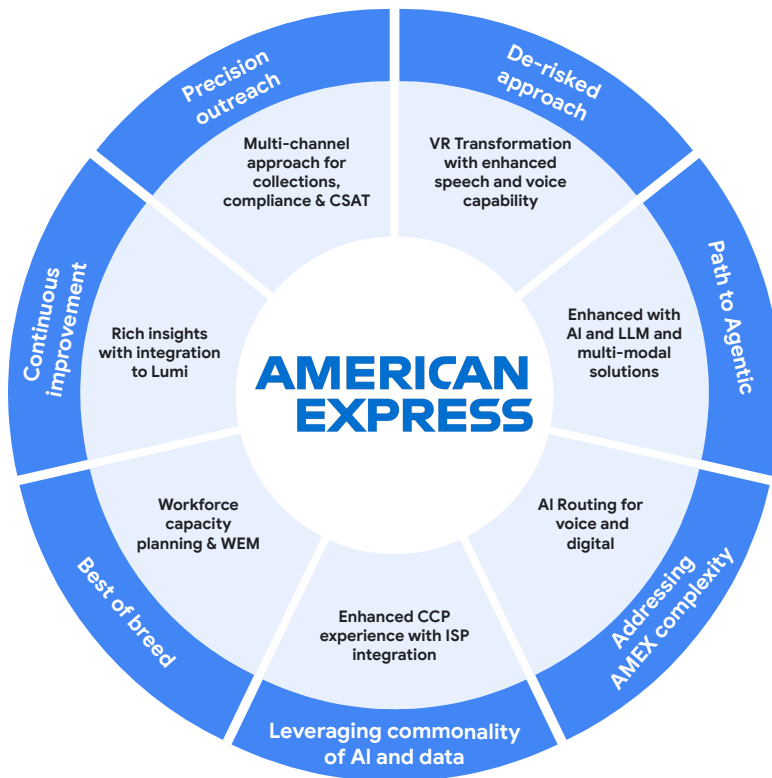 Precision
outreach
Multi-channel
approach for
collections,
compliance & CSAT
De-risked
approach
VR Transformation
with enhanced
speech and voice
capability
Path to Agentic
Enhanced with
AI and LLM and
multi-modal
solutions
Addressing
AMEX complexity
AI Routing for
voice and
digital
Leveraging commonality
of AI and data
Enhanced CCP
experience with ISP
integration
Best of breed
Workforce
capacity
planning & WEM
Continuous
improvement
Rich insights
with integration
to Lumi
AMERICAN
EXPRESS